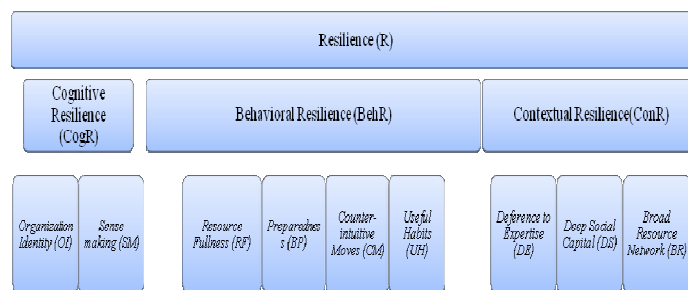 Resilience (R)
Cognitive
Resilience
(CogR)
Behavioral Resilience (BehR)
Contextual Resilience(ConR)
Organization
Identity (OI)
Sense
making (SM)
Resource
Fullness (RF)
Preparednes
s (BP)
Counter-
intuitive
Moves (CM)
Useful
Habits
(UH)
Deference to
Expertise
(DE)
Deep Social
Capital (DS)
Broad
Resource
Network (BR)